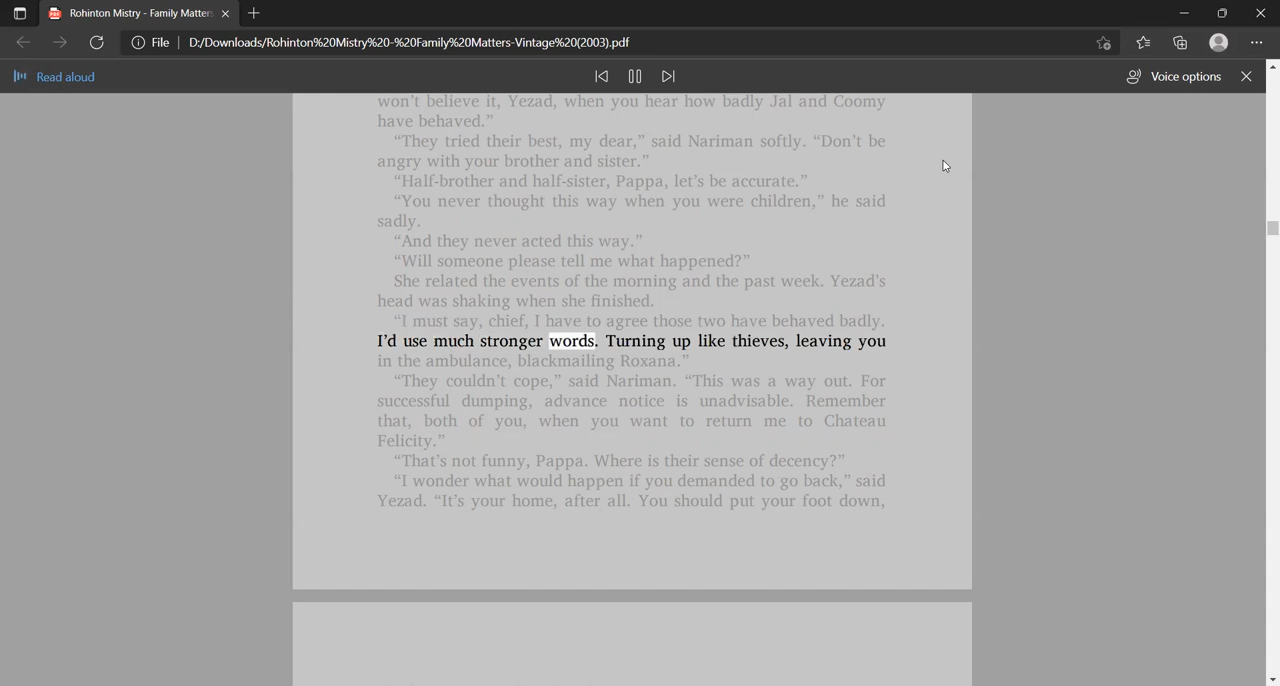 Rohinton Mistry - Family Matters
File
D:/Downloads/Rohinton%20Mistry%20-%20Family%20Matters-Vintage%20(2003).pdf
Read aloud
Voice options
won’t believe it, Yezad, when you hear how badly Jal and Coomy
have behaved.”
“They tried their best, my dear,” said Nariman softly. “Don’t be
angry with your brother and sister.”
“Half-brother and half-sister, Pappa, let’s be accurate.”
“You never thought this way when you were children,” he said
sadly.
“And they never acted this way.”
“Will someone please tell me what happened?”
She related the events of the morning and the past week. Yezad’s
head was shaking when she finished.
“I must say, chief, I have to agree those two have behaved badly.
I’d use much stronger words. Turning up like thieves, leaving you
in the ambulance, blackmailing Roxana.”
“They couldn’t cope,” said Nariman. “This was a way out. For
successful dumping, advance notice is unadvisable. Remember
that, both of you, when you want to return me to Chateau
Felicity.”
“That’s not funny, Pappa. Where is their sense of decency?”
“I wonder what would happen if you demanded to go back,” said
Yezad. “It’s your home, after all. You should put your foot down,